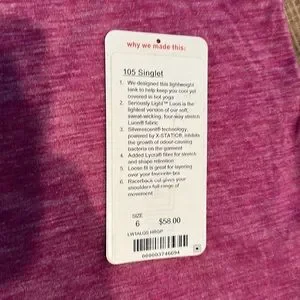 why we made this:
105 Singlet
1. We designed this lightweight
tank to help keep you cool yet
covered in hot yoga
2. Seriously Light™ Luon is the
lightest version of our soft,
sweat-wicking, four-way stretch
Luon® fabric
3. Silverescent® technology,
powered by X-STATIC®, inhibits
the growth of odour-causing
bacteria on the garment
4. Added Lycra® fibre for stretch
and shape retention
5. Loose fit is great for layering
over your favourite bra
6. Racerback cut gives your
shoulders full range of
movement
SIZE
6
$58.00
LW1ALGS HRGP